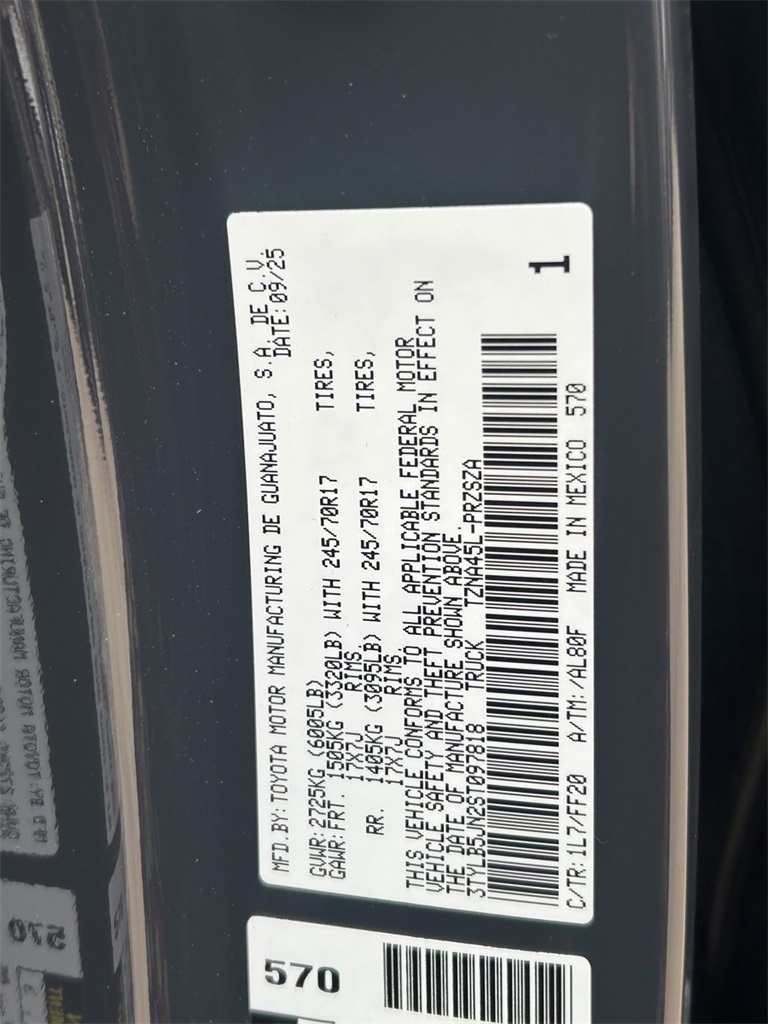 MFD.BY: TOYOTA MOTOR MANUFACTURING DE GUANAJUATO, S.A. DE C.V.
DATE: 09/25
GVWR: 2725KG (6005LB)
GAWR: FRT. 1505KG (3320LB) WITH 245/70R17 TIRES,
17X7J RIMS,
RR. 1405KG (3095LB) WITH 245/70R17 TIRES,
17X7J RIMS,
THIS VEHICLE CONFORMS TO ALL APPLICABLE FEDERAL MOTOR
VEHICLE SAFETY AND THEFT PREVENTION STANDARDS IN EFFECT ON
THE DATE OF MANUFACTURE SHOWN ABOVE.
3TYLB5JN2ST097818 TRUCK TZNA45L-PRZSZA
1
C/TR: 1L7/FF20 A/TM: /AL80F MADE IN MEXICO 570
570